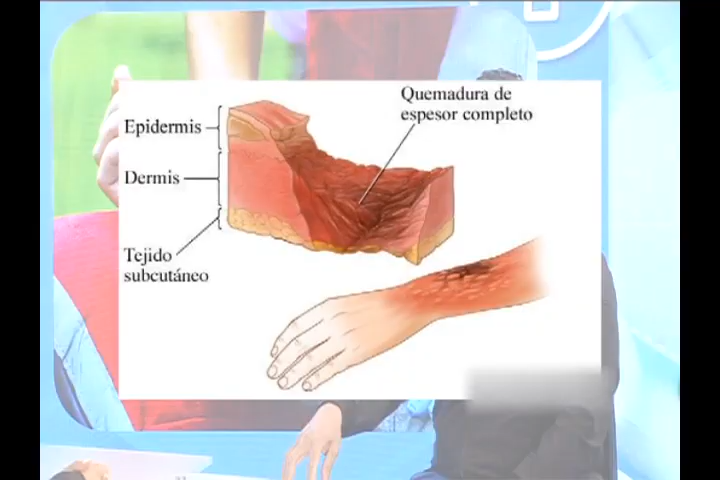 Quemadura de
espesor completo
Epidermis
Dermis
Tejido
subcutáneo